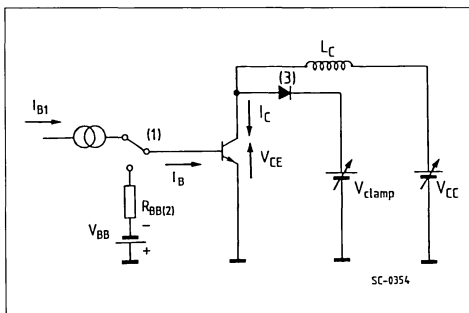 L_C
(3)
I_B1
(1)
I_C
I_B
V_CE
V_clamp
V_CC
R_BB(2)
V_BB
-
+
SC-0354